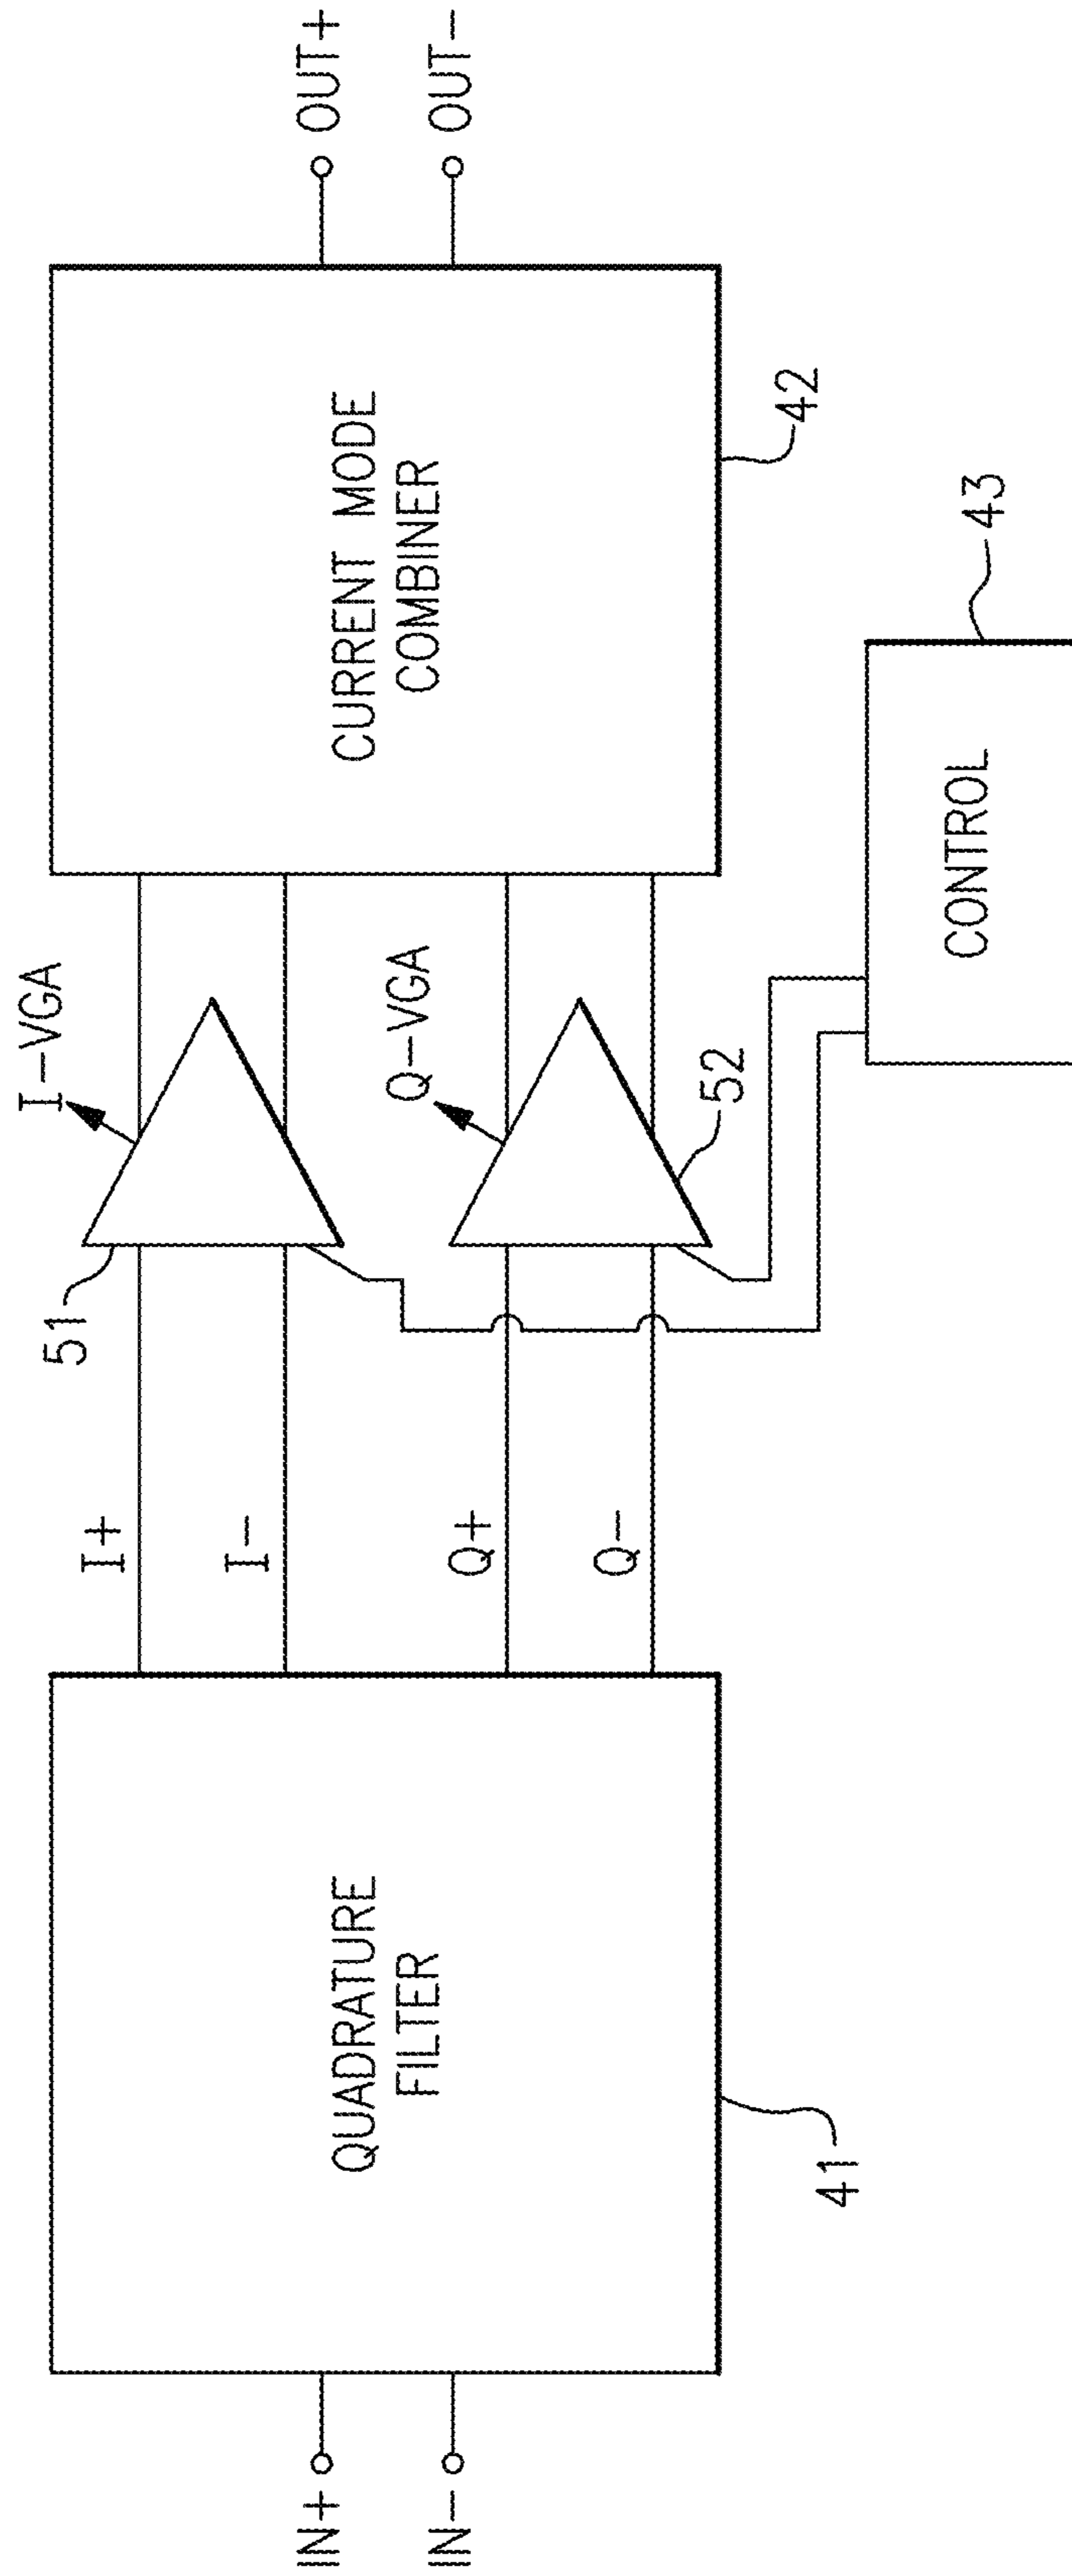 IN+
IN-
QUADRATURE
FILTER
41
I+
I-
Q+
Q-
51
I-VGA
Q-VGA
52
CURRENT MODE
COMBINER
42
CONTROL
43
OUT+
OUT-